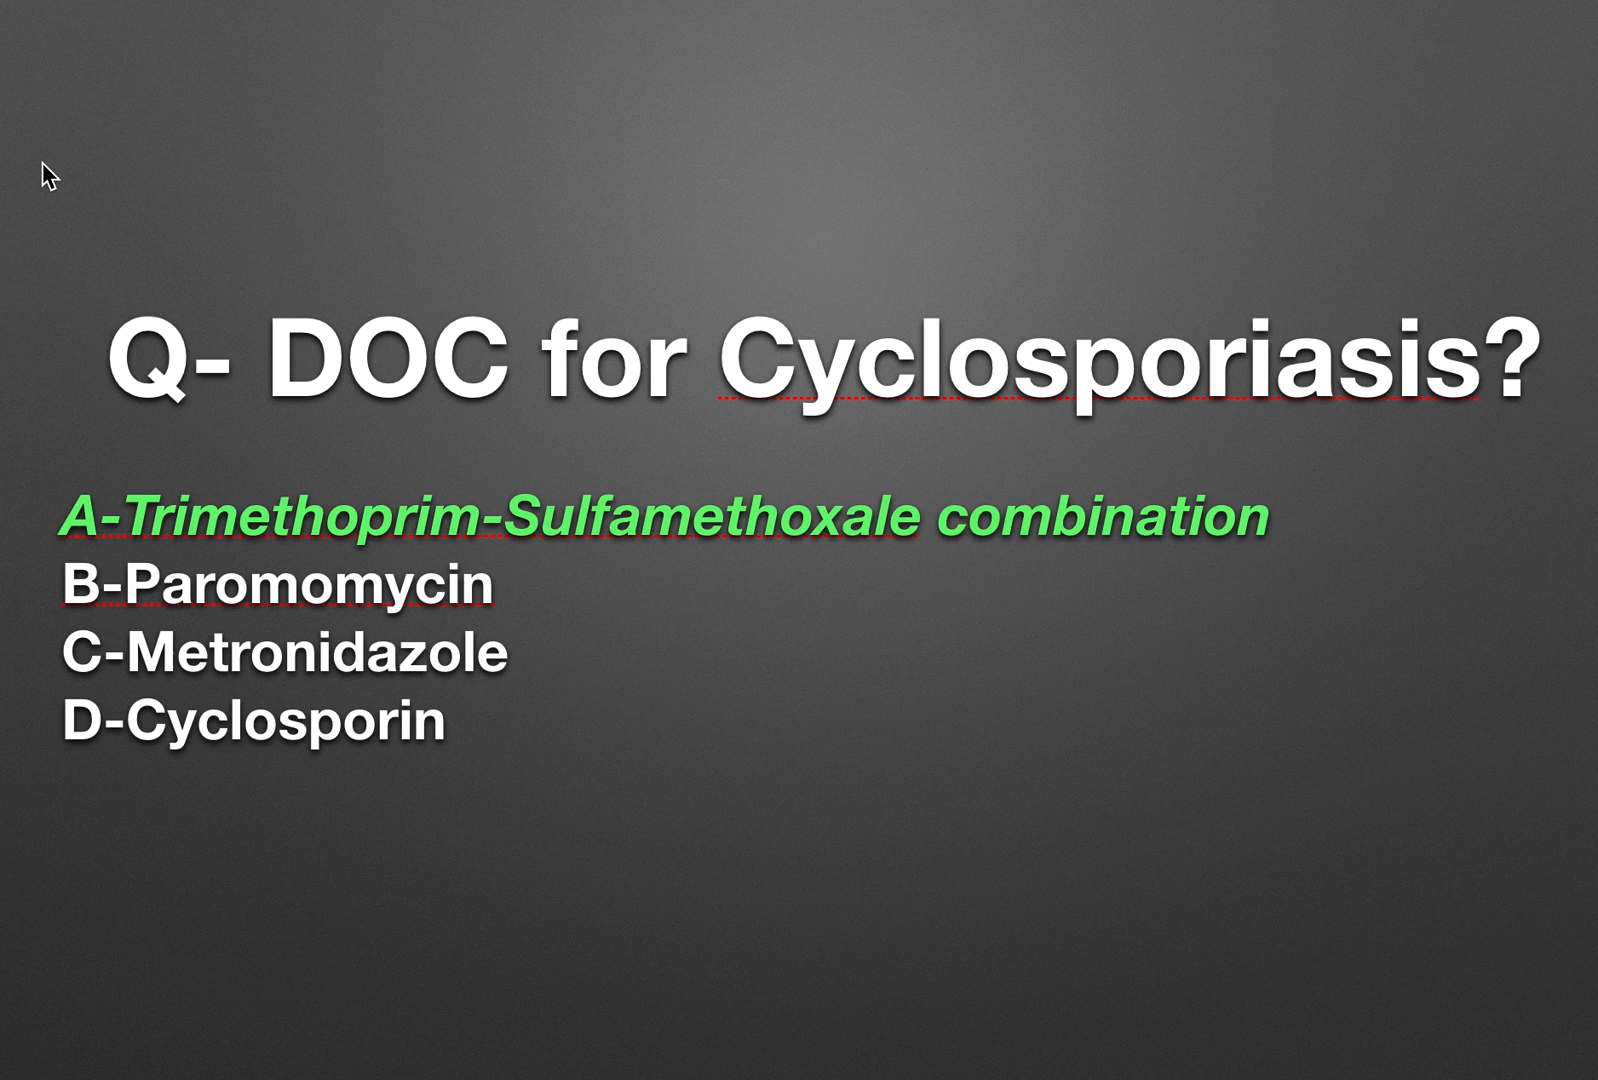 Q- DOC for Cyclosporiasis?
A-Trimethoprim-Sulfamethoxale combination
B-Paromomycin
C-Metronidazole
D-Cyclosporin